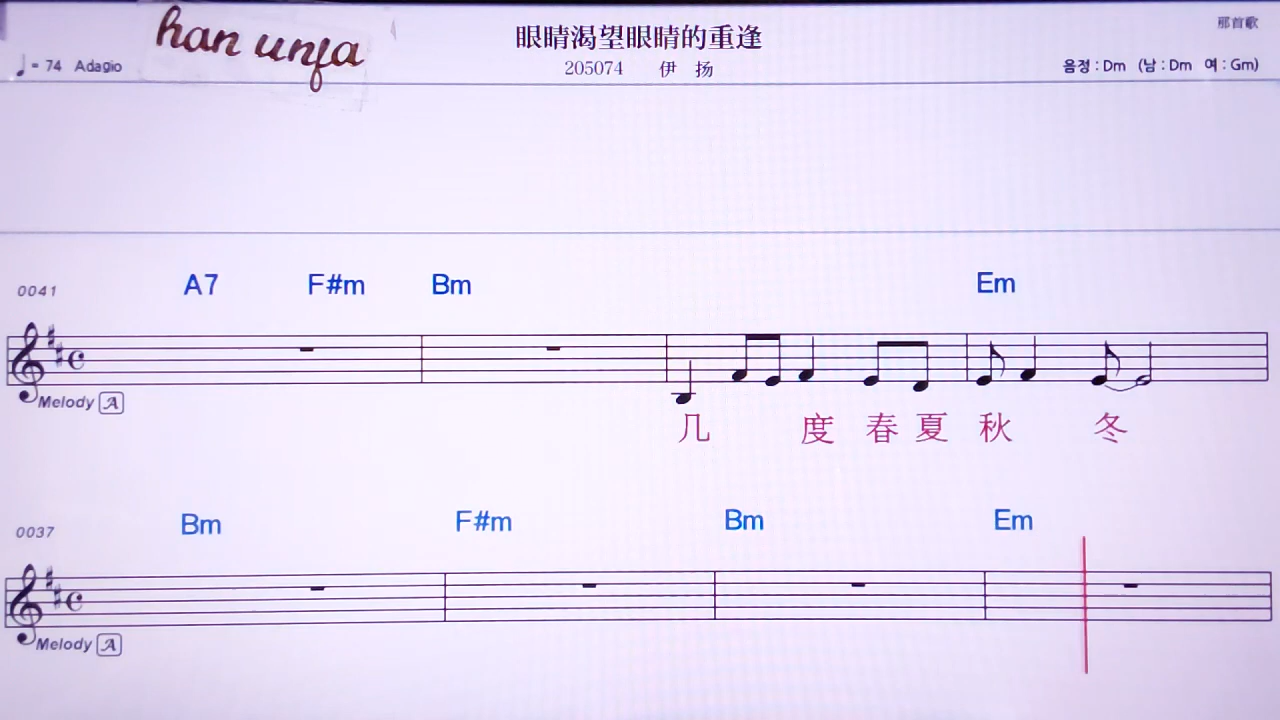 han unfa
眼睛渴望眼睛的重逢
那首歌
♩= 74 Adagio
205074 伊 扬
음정 : Dm (남 : Dm 여 : Gm)
0041 A7 F#m Bm Em
Melody A
几 度 春 夏 秋 冬
0037 Bm F#m Bm Em
Melody A